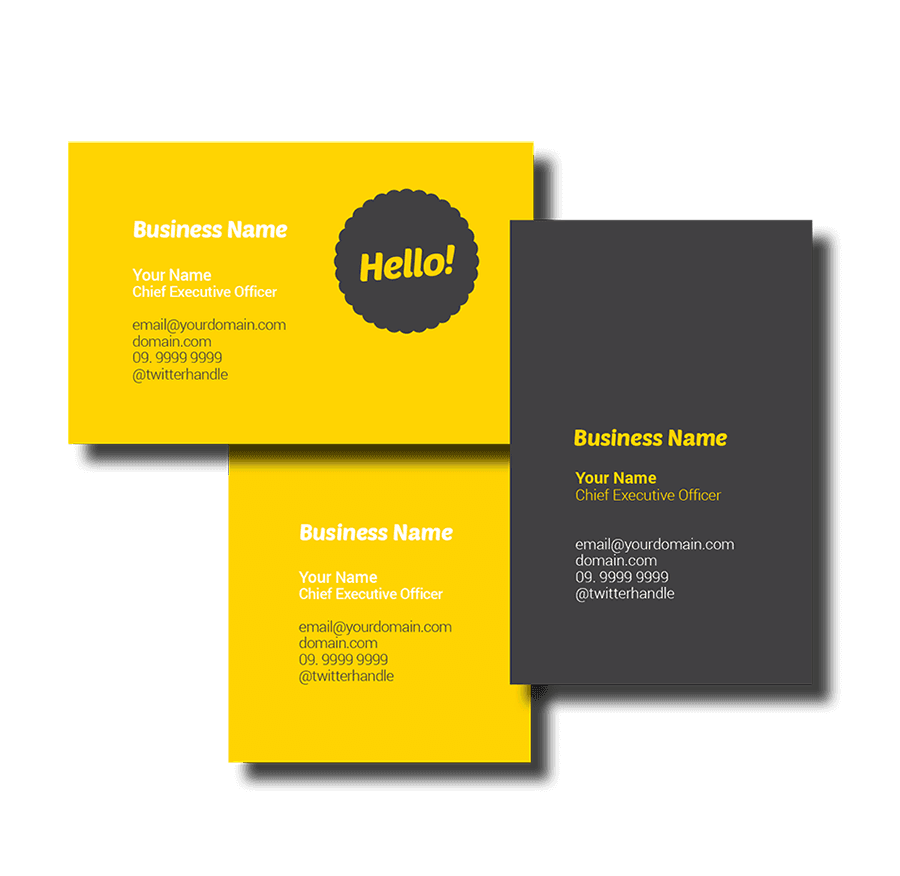 Business Name
Your Name
Chief Executive Officer
email@yourdomain.com
domain.com
09. 9999 9999
@twitterhandle
Hello!
Business Name
Your Name
Chief Executive Officer
email@yourdomain.com
domain.com
09. 9999 9999
@twitterhandle
Business Name
Your Name
Chief Executive Officer
email@yourdomain.com
domain.com
09. 9999 9999
@twitterhandle